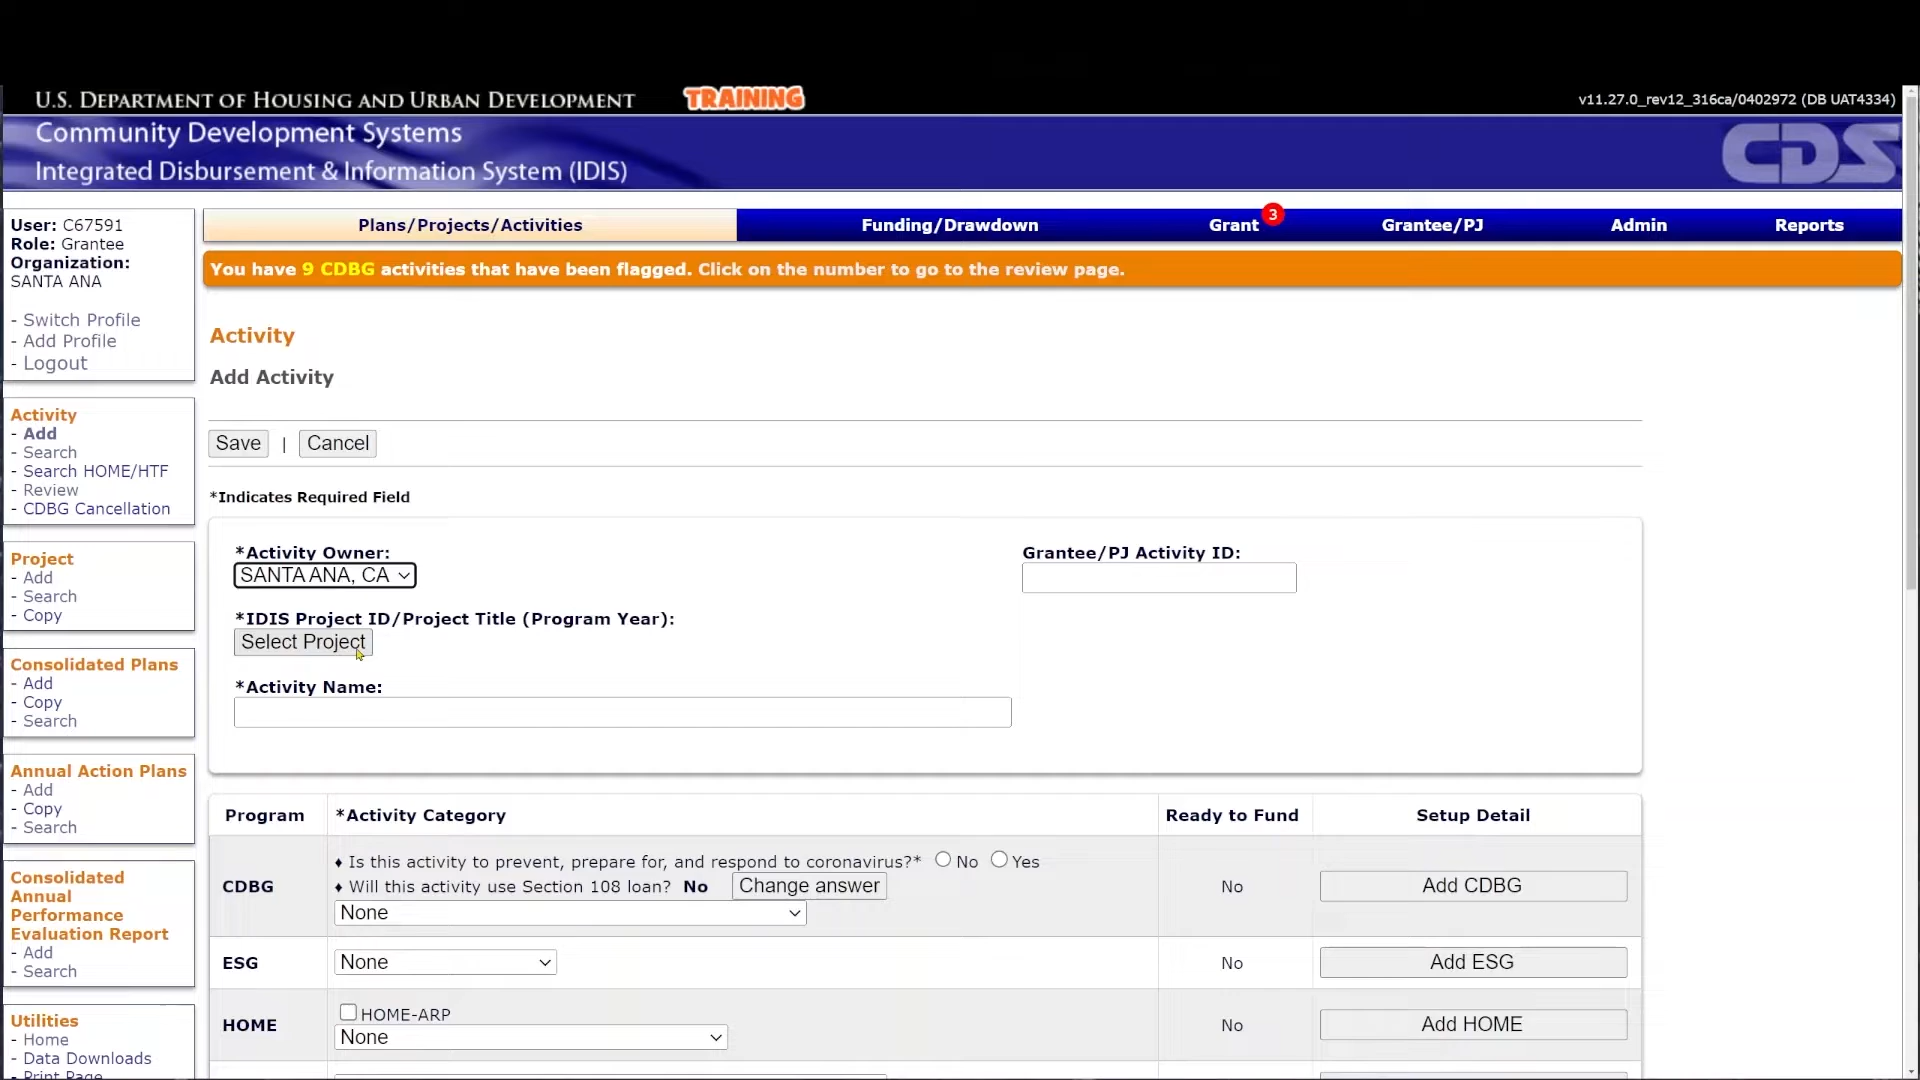 U.S. DEPARTMENT OF HOUSING AND URBAN DEVELOPMENT
TRAINING
v11.27.0_rev12_316ca/0402972 (DB UAT4334)
Community Development Systems
Integrated Disbursement & Information System (IDIS)
CDS
User: C67591
Role: Grantee
Organization:
SANTA ANA
- Switch Profile
- Add Profile
- Logout
Activity
- Add
- Search
- Search HOME/HTF
- Review
- CDBG Cancellation
Project
- Add
- Search
- Copy
Consolidated Plans
- Add
- Copy
- Search
Annual Action Plans
- Add
- Copy
- Search
Consolidated
Annual
Performance
Evaluation Report
- Add
- Search
Utilities
- Home
- Data Downloads
- Print Page
Plans/Projects/Activities
Funding/Drawdown
Grant
3
Grantee/PJ
Admin
Reports
You have 9 CDBG activities that have been flagged. Click on the number to go to the review page.
Activity
Add Activity
Save | Cancel
*Indicates Required Field
*Activity Owner:
SANTA ANA, CA
Grantee/PJ Activity ID:
*IDIS Project ID/Project Title (Program Year):
Select Project
*Activity Name:
Program
*Activity Category
Ready to Fund
Setup Detail
CDBG
♦ Is this activity to prevent, prepare for, and respond to coronavirus?* No Yes
♦ Will this activity use Section 108 loan? No Change answer
None
No
Add CDBG
ESG
None
No
Add ESG
HOME
HOME-ARP
None
No
Add HOME